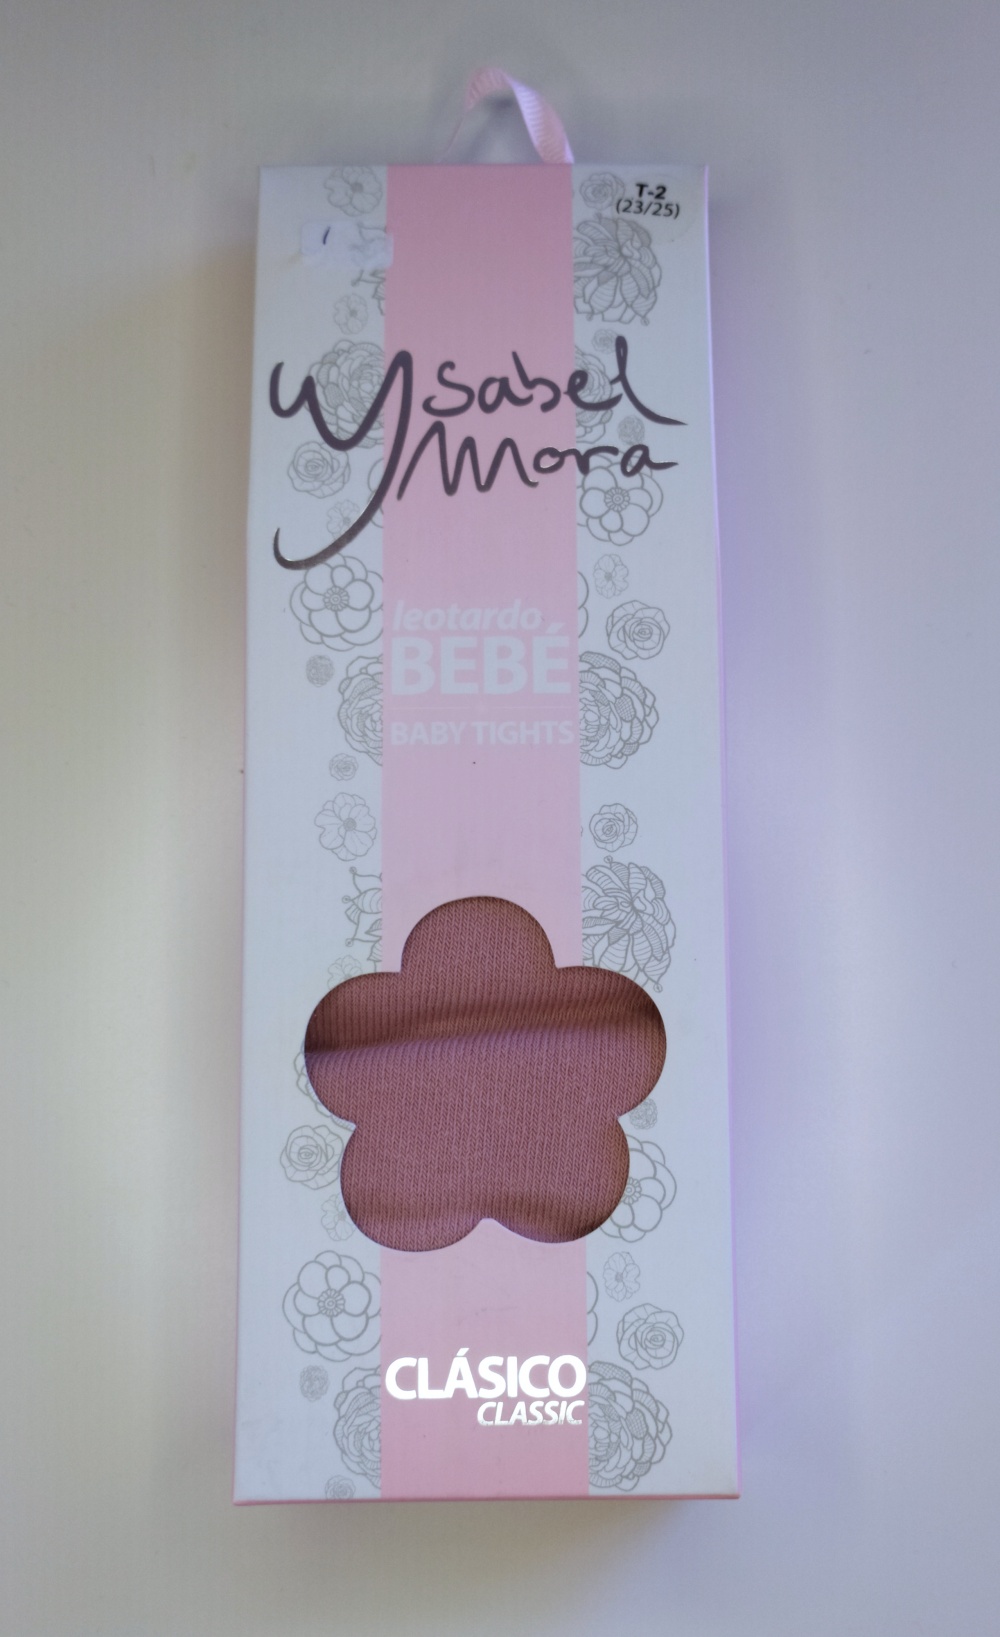 T-2
(23/25)
Ysabel
Mora
leotardo
BEBÉ
BABY TIGHTS
CLÁSICO
CLASSIC